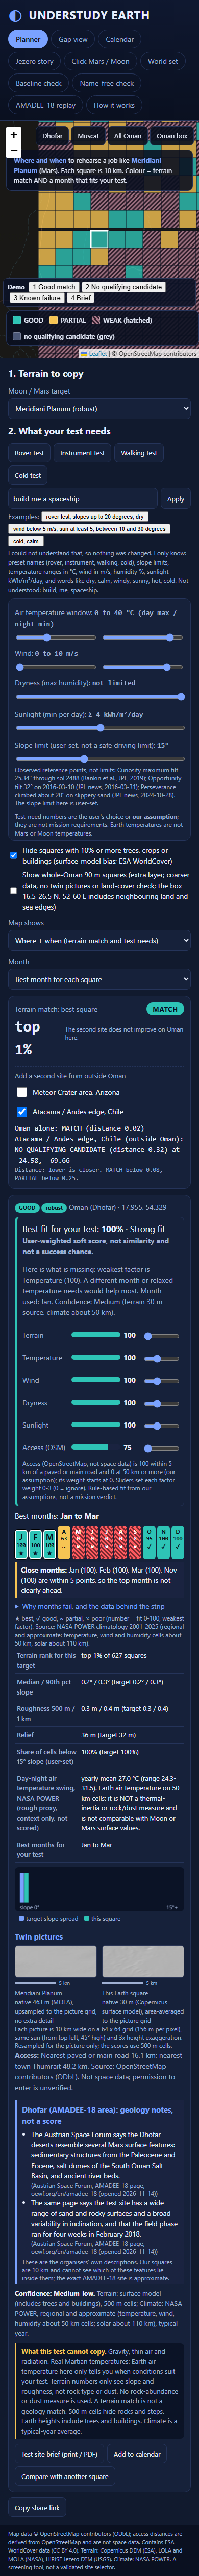 UNDERSTUDY EARTH
Planner
Gap view
Calendar
Jezero story
Click Mars / Moon
World set
Baseline check
Name-free check
AMADEE-18 replay
How it works
+
−
Dhofar
Muscat
All Oman
Oman box
Where and when to rehearse a job like Meridiani
Planum (Mars). Each square is 10 km. Colour = terrain
match AND a month that fits your test.
Demo
1 Good match
2 No qualifying candidate
3 Known failure
4 Brief
GOOD
PARTIAL
WEAK (hatched)
no qualifying candidate (grey)
Leaflet | © OpenStreetMap contributors
1. Terrain to copy
Moon / Mars target
Meridiani Planum (robust)
2. What your test needs
Rover test
Instrument test
Walking test
Cold test
build me a spaceship
Apply
Examples:
rover test, slopes up to 20 degrees, dry
wind below 5 m/s, sun at least 5, between 10 and 30 degrees
cold, calm
I could not understand that, so nothing was changed. I only know:
preset names (rover, instrument, walking, cold), slope limits,
temperature ranges in °C, wind in m/s, humidity %, sunlight
kWh/m²/day, and words like dry, calm, windy, sunny, hot, cold. Not
understood: build, me, spaceship.
Air temperature window: 0 to 40 °C (day max /
night min)
Wind: 0 to 10 m/s
Dryness (max humidity): not limited
Sunlight (min per day): ≥ 4 kWh/m²/day
Slope limit (user-set, not a safe driving limit): 15°
Observed reference points, not limits: Curiosity maximum tilt
25.34° through sol 2480 (Rankin et al., JPL, 2019); Opportunity
tilt 32° on 2016-03-10 (JPL news, 2016-03-31); Perseverance
climbed about 20° on slippery sand (JPL news, 2024-10-28).
The slope limit here is user-set.
Test-need numbers are the user's choice or our assumption; they
are not mission requirements. Earth temperatures are not
Mars or Moon temperatures.
Hide squares with 10% or more trees, crops or
buildings (surface-model bias; ESA WorldCover)
Show whole-Oman 90 m squares (extra layer: coarser
data, no twin pictures or land-cover check; the box
16.5-26.5 N, 52-60 E includes neighbouring land and
sea edges)
Map shows
Where + when (terrain match and test needs)
Month
Best month for each square
Terrain match: best square
MATCH
top
1%
The second site does not improve on Oman
here.
Add a second site from outside Oman
Meteor Crater area, Arizona
Atacama / Andes edge, Chile
Oman alone: MATCH (distance 0.02)
Atacama / Andes edge, Chile (outside Oman):
NO QUALIFYING CANDIDATE (distance 0.32) at
-24.58, -69.66
Distance: lower is closer. MATCH below 0.08,
PARTIAL below 0.25.
GOOD
robust
Oman (Dhofar) · 17.955, 54.329
Best fit for your test: 100% · Strong fit
User-weighted soft score, not similarity and
not a success chance.
Here is what is missing: weakest factor is
Temperature (100). A different month or relaxed
temperature needs would help most. Month
used: Jan. Confidence: Medium (terrain 30 m
source, climate about 50 km).
Terrain
100
Temperature
100
Wind
100
Dryness
100
Sunlight
100
Access (OSM)
75
Access (OpenStreetMap, not space data) is 100 within 5
km of a paved or main road and 0 at 50 km or more (our
assumption); its weight starts at 0. Sliders set each factor
weight 0-3 (0 = ignore). Rule-fit result from our
assumptions, not a mission verdict.
Best months: Jan to Mar
J
100
★
F
100
★
M
100
★
A
63
~
O
95
✓
N
100
✓
D
100
✓
Close months: Jan (100), Feb (100), Mar (100), Nov
(100) are within 5 points, so the top month is not
clearly ahead.
Why months fail, and the data behind the strip
★ best, ✓ good, ~ partial, × poor (number = fit 0-100, weakest
factor). Source: NASA POWER climatology 2001-2025 (regional
and approximate: temperature, wind and humidity cells about
50 km, solar about 110 km).
Terrain rank for this
target
top 1% of 627 squares
Median / 90th pct
slope
0.2° / 0.3° (target 0.2° / 0.3°)
Roughness 500 m /
1 km
0.3 m / 0.4 m (target 0.3 / 0.4)
Relief
36 m (target 32 m)
Share of cells below
15° slope (user-set)
100% (target 100%)
Day-night air
temperature swing,
NASA POWER
(rough proxy,
context only, not
scored)
yearly mean 27.0 °C (range 24.3-
31.5). Earth air temperature on 50
km cells; it is NOT a thermal-
inertia or rock/dust measure and is
not comparable with Moon or
Mars surface temperatures.
Best months for
your test
Jan to Mar
slope 0°
15°+
target slope spread
this square
Twin pictures
5 km
5 km
Meridiani Planum
native 463 m (MOLA),
upsampled to the picture grid,
no extra detail
This Earth square
native 30 m (Copernicus
surface model), area-averaged
to the picture grid
Each picture is 10 km wide on a 64 x 64 grid (156 m per pixel),
same sun (from top left, 45° high) and 3x height exaggeration.
Resampled for the picture only; the scores use 500 m cells.
Access: Nearest paved or main road 16.1 km; nearest
town Thumrait 48.2 km. Source: OpenStreetMap
contributors (ODbL). Not space data: permission to
enter is unverified.
Dhofar (AMADEE-18 area): geology notes,
not a score
• The Austrian Space Forum says the Dhofar
deserts resemble several Mars surface features:
sedimentary structures from the Paleocene and
Eocene, salt domes of the South Oman Salt
Basin, and ancient river beds.
(Austrian Space Forum, AMADEE-18 page,
oewf.org/en/amadee-18 (opened 2026-11-14))
• The same page says the test site has a wide
range of sand and rocky surfaces and a broad
variability in inclination, and that the field phase
ran for four weeks in February 2018.
(Austrian Space Forum, AMADEE-18 page,
oewf.org/en/amadee-18 (opened 2026-11-14))
These are the organisers' own descriptions. Our squares
are 10 km and cannot see which of these features lie
inside them; the exact AMADEE-18 site is approximate.
Confidence: Medium-low. Terrain: surface model
(includes trees and buildings), 500 m cells. Climate: NASA
POWER, regional and approximate (temperature, wind,
humidity about 50 km cells, solar about 110 km), typical
year.
What this test cannot copy. Gravity, thin air and
radiation. Real Martian temperatures: Earth air
temperature here only tells you when conditions suit
your test. Terrain numbers only see slope and
roughness, not rock type or dust. No rock-abundance
or dust measure is used. A terrain match is not a
geology match. 500 m cells hide rocks and steps.
Earth heights include trees and buildings. Climate is a
typical-year average.
Test site brief (print / PDF)
Add to calendar
Compare with another square
Copy share link
Map data © OpenStreetMap contributors (ODbL); access distances are
derived from OpenStreetMap and are not space data. Contains ESA
WorldCover data (CC BY 4.0). Terrain: Copernicus DEM (ESA), LOLA and
MOLA (NASA), HiRISE Jezero DTM (USGS). Climate: NASA POWER. A
screening tool, not a validated site selector.